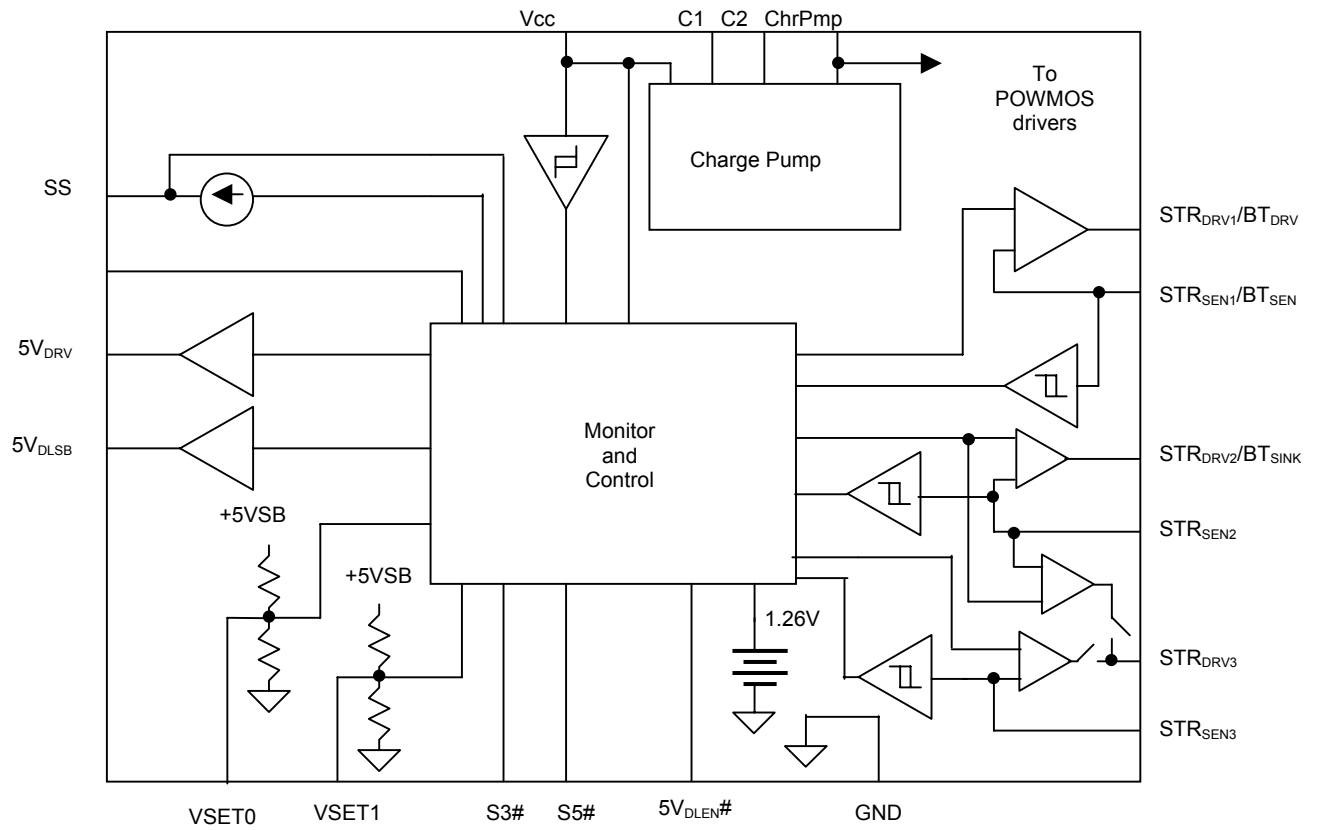 Vcc
C1
C2
ChrPmp
To
POWMOS
drivers
Charge Pump
SS
STRDRV1/BTDRV
STRSEN1/BTSEN
5VDRV
5VDLSB
Monitor
and
Control
STRDRV2/BTSINK
STRSEN2
+5VSB
+5VSB
1.26V
STRDRV3
STRSEN3
VSET0
VSET1
S3#
S5#
5VDLEN#
GND